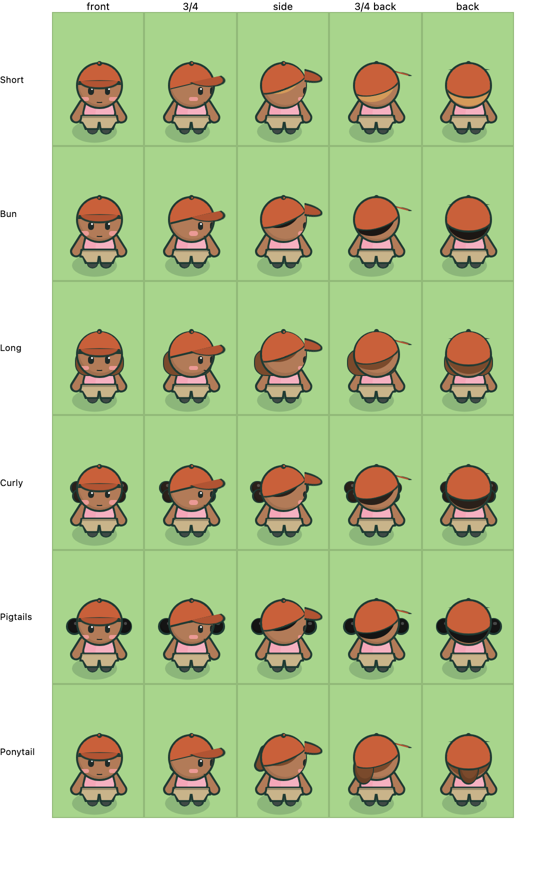 front 3/4 side 3/4 back back
Short
Bun
Long
Curly
Pigtails
Ponytail